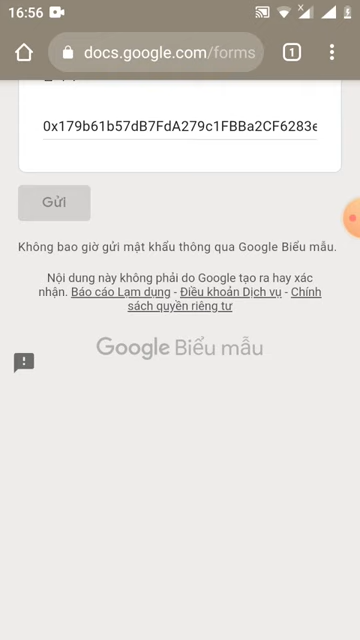 16:56
docs.google.com/forms
1
0x179b61b57dB7FdA279c1FBBa2CF6283e
Gửi
Không bao giờ gửi mật khẩu thông qua Google Biểu mẫu.
Nội dung này không phải do Google tạo ra hay xác
nhận. Báo cáo Lạm dụng - Điều khoản Dịch vụ - Chính
sách quyền riêng tư
Google Biểu mẫu